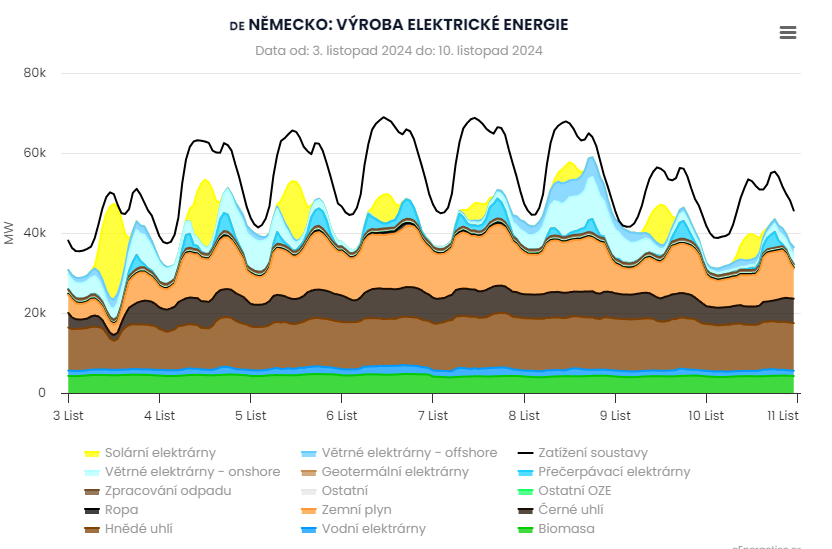 DE NĚMECKO: VÝROBA ELEKTRICKÉ ENERGIE
Data od: 3. listopad 2024 do: 10. listopad 2024
80k
60k
40k
20k
0
MW
3 List 4 List 5 List 6 List 7 List 8 List 9 List 10 List 11 List
Solární elektrárny Větrné elektrárny - offshore Zatížení soustavy
Větrné elektrárny - onshore Geotermální elektrárny Přečerpávací elektrárny
Zpracování odpadu Ostatní Ostatní OZE
Ropa Zemní plyn Černé uhlí
Hnědé uhlí Vodní elektrárny Biomasa